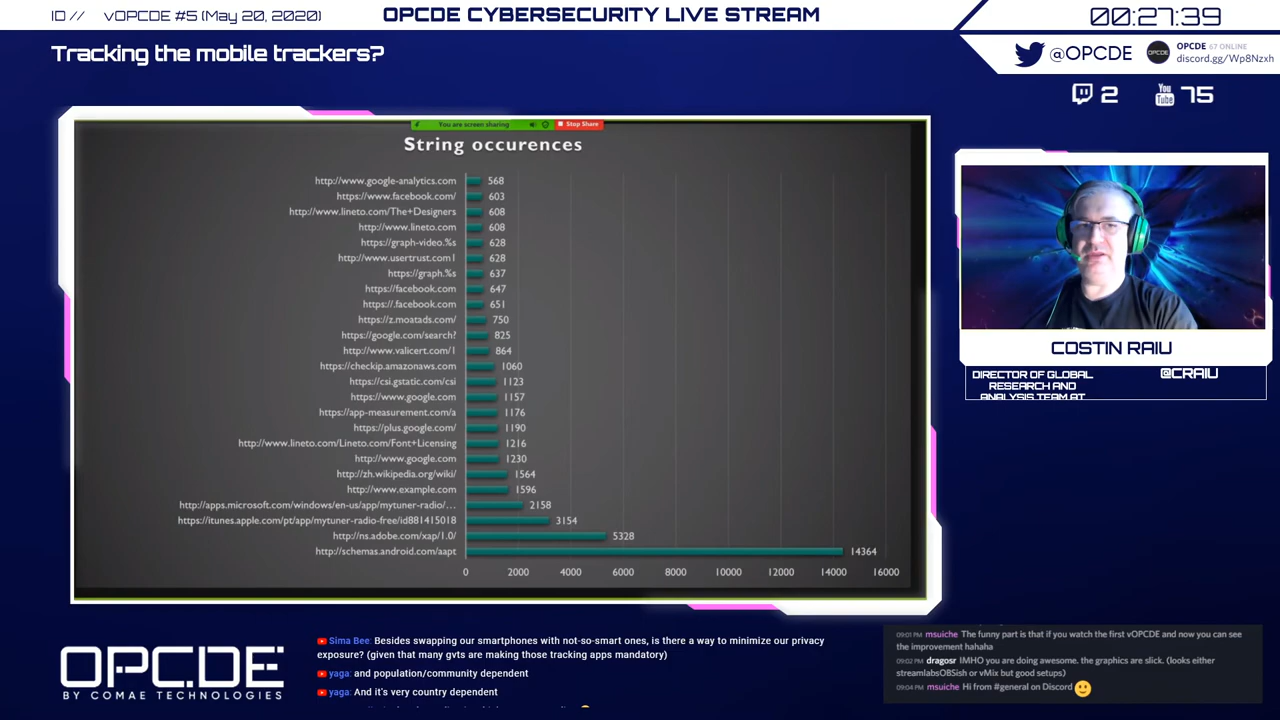 ID // vOPCDE #5 (May 20, 2020)
OPCDE CYBERSECURITY LIVE STREAM
00:27:39
Tracking the mobile trackers?
@OPCDE
OPCDE
OPCDE 67 ONLINE
discord.gg/Wp8Nzxh
2
You Tube
75
You are screen sharing
Stop Share
String occurences
http://www.google-analytics.com 568
https://www.facebook.com/ 603
http://www.lineto.com/The+Designers 608
http://www.lineto.com 608
https://graph-video.%s 628
http://www.usertrust.com1 628
https://graph.%s 637
https://facebook.com 647
https://.facebook.com 651
https://z.moatads.com/ 750
https://google.com/search? 825
http://www.valicert.com/1 864
https://checkip.amazonaws.com 1060
https://csi.gstatic.com/csi 1123
https://www.google.com 1157
https://app-measurement.com/a 1176
https://plus.google.com/ 1190
http://www.lineto.com/Lineto.com/Font+Licensing 1216
http://www.google.com 1230
http://zh.wikipedia.org/wiki/ 1564
http://www.example.com 1596
http://apps.microsoft.com/windows/en-us/app/mytuner-radio/… 2158
https://itunes.apple.com/pt/app/mytuner-radio-free/id881415018 3154
http://ns.adobe.com/xap/1.0/ 5328
http://schemas.android.com/aapt 14364
0 2000 4000 6000 8000 10000 12000 14000 16000
COSTIN RAIU
DIRECTOR OF GLOBAL
RESEARCH AND
ANALYSIS TEAM AT
@CRAIU
OPCDE
BY COMAE TECHNOLOGIES
Sima Bee: Besides swapping our smartphones with not-so-smart ones, is there a way to minimize our privacy
exposure? (given that many gvts are making those tracking apps mandatory)
yaga: and population/community dependent
yaga: And it's very country dependent
09:01 PM msuiche The funny part is that if you watch the first vOPCDE and now you can see
the improvement hahaha
09:02 PM dragosr IMHO you are doing awesome. the graphics are slick. (looks either
streamlabsOBSish or vMix but good setups)
09:04 PM msuiche Hi from #general on Discord